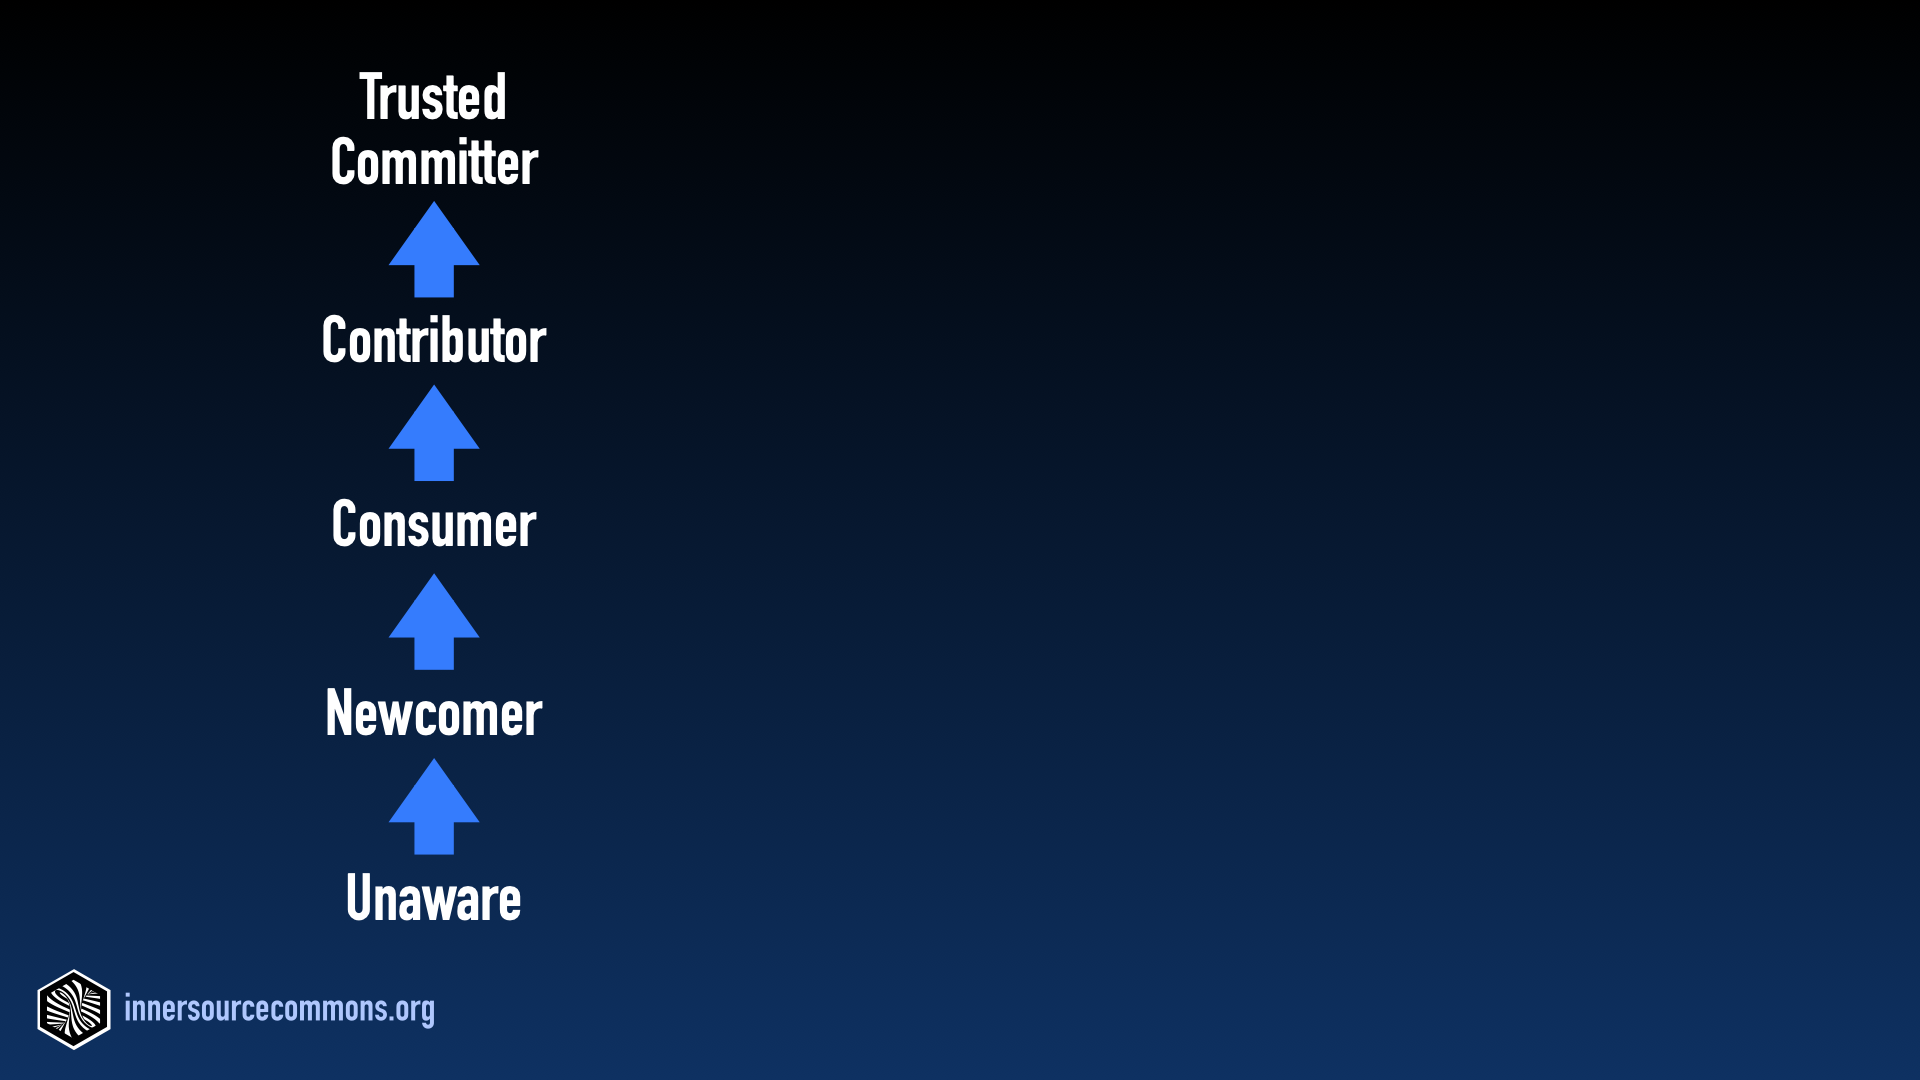 Trusted
Committer
Contributor
Consumer
Newcomer
Unaware
innersourcecommons.org